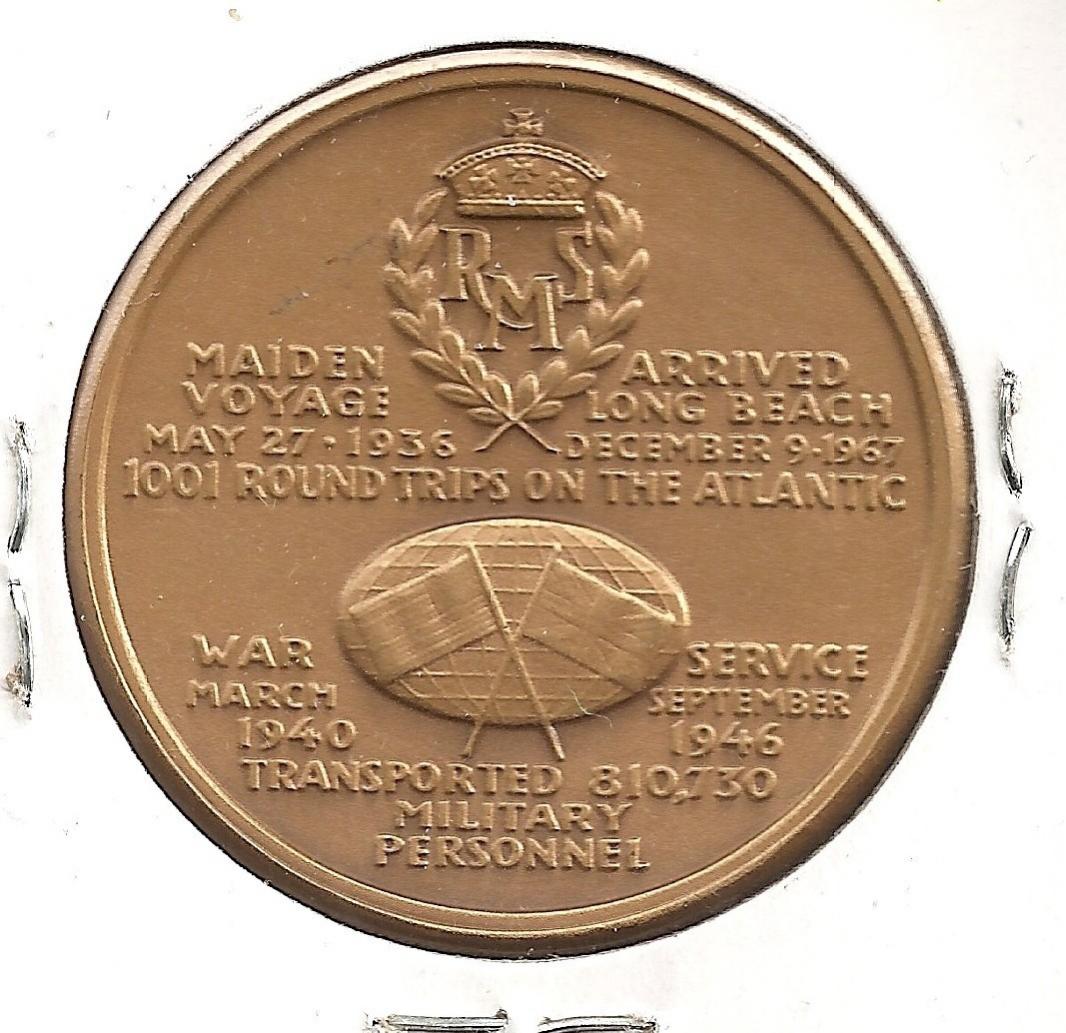 RMS
MAIDEN ARRIVED
VOYAGE LONG BEACH
MAY 27 · 1936 DECEMBER 9 · 1967
1001 ROUND TRIPS ON THE ATLANTIC
WAR SERVICE
MARCH SEPTEMBER
1940 1946
TRANSPORTED 810,730
MILITARY
PERSONNEL